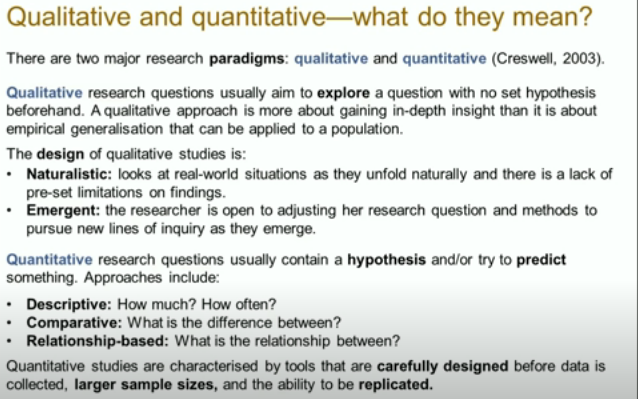 Qualitative and quantitative—what do they mean?
There are two major research paradigms: qualitative and quantitative (Creswell, 2003).
Qualitative research questions usually aim to explore a question with no set hypothesis
beforehand. A qualitative approach is more about gaining in-depth insight than it is about
empirical generalisation that can be applied to a population.
The design of qualitative studies is:
• Naturalistic: looks at real-world situations as they unfold naturally and there is a lack of
pre-set limitations on findings.
• Emergent: the researcher is open to adjusting her research question and methods to
pursue new lines of inquiry as they emerge.
Quantitative research questions usually contain a hypothesis and/or try to predict
something. Approaches include:
• Descriptive: How much? How often?
• Comparative: What is the difference between?
• Relationship-based: What is the relationship between?
Quantitative studies are characterised by tools that are carefully designed before data is
collected, larger sample sizes, and the ability to be replicated.